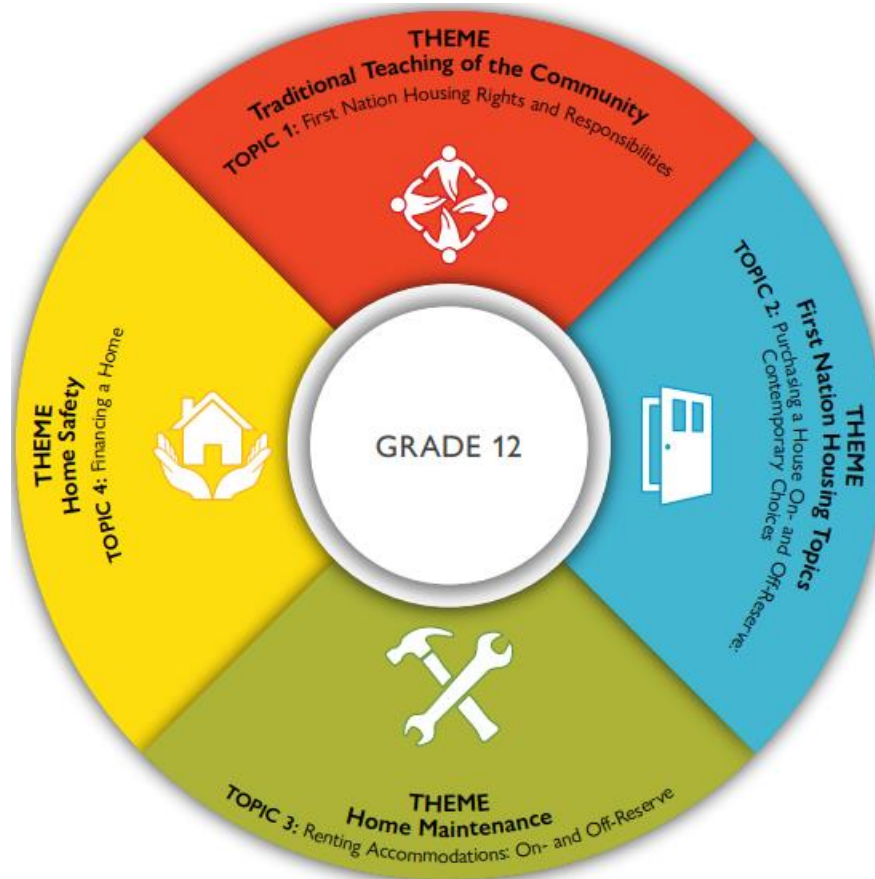 THEME
Traditional Teaching of the Community
TOPIC 1: First Nation Housing Rights and Responsibilities
THEME
First Nation Housing Topics
TOPIC 2: Purchasing a House On- and Off-Reserve:
Contemporary Choices
THEME
Home Maintenance
TOPIC 3: Renting Accommodations: On- and Off-Reserve
THEME
Home Safety
TOPIC 4: Financing a Home
GRADE 12